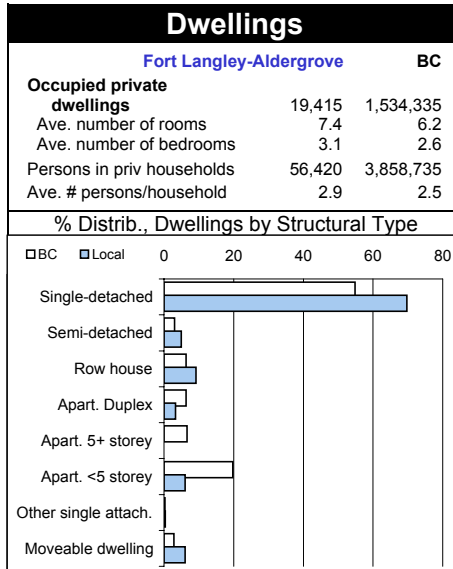 Dwellings
Fort Langley-Aldergrove BC
Occupied private
dwellings 19,415 1,534,335
Ave. number of rooms 7.4 6.2
Ave. number of bedrooms 3.1 2.6
Persons in priv households 56,420 3,858,735
Ave. # persons/household 2.9 2.5
% Distrib., Dwellings by Structural Type
BC Local 0 20 40 60 80
Single-detached
Semi-detached
Row house
Apart. Duplex
Apart. 5+ storey
Apart. <5 storey
Other single attach.
Moveable dwelling